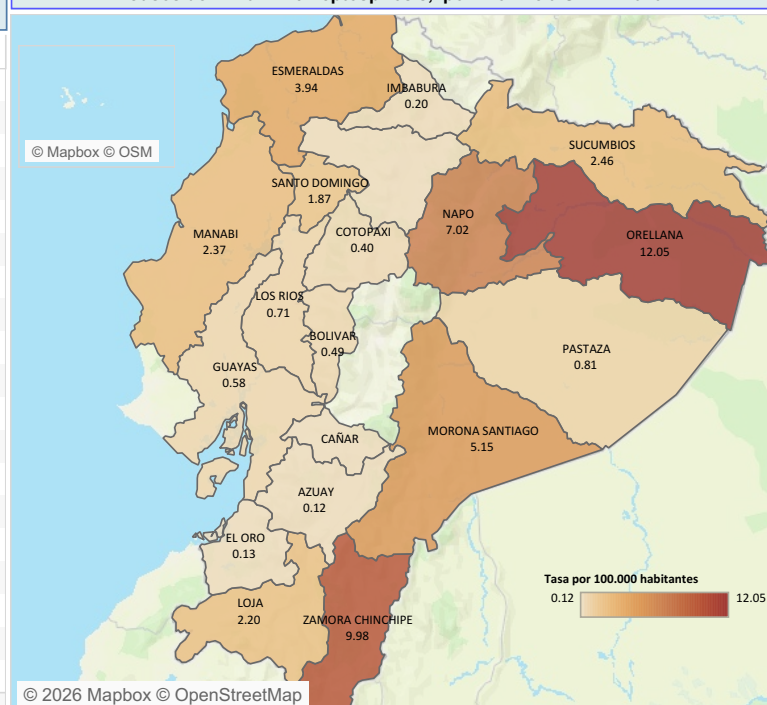 ESMERALDAS
3.94
IMBABURA
0.20
© Mapbox © OSM
SUCUMBIOS
2.46
SANTO DOMINGO
1.87
NAPO
7.02
MANABI
2.37
COTOPAXI
0.40
ORELLANA
12.05
LOS RIOS
0.71
BOLIVAR
0.49
PASTAZA
0.81
GUAYAS
0.58
CAÑAR
MORONA SANTIAGO
5.15
AZUAY
0.12
EL ORO
0.13
LOJA
2.20
ZAMORA CHINCHIPE
9.98
Tasa por 100.000 habitantes
0.12
12.05
© 2026 Mapbox © OpenStreetMap